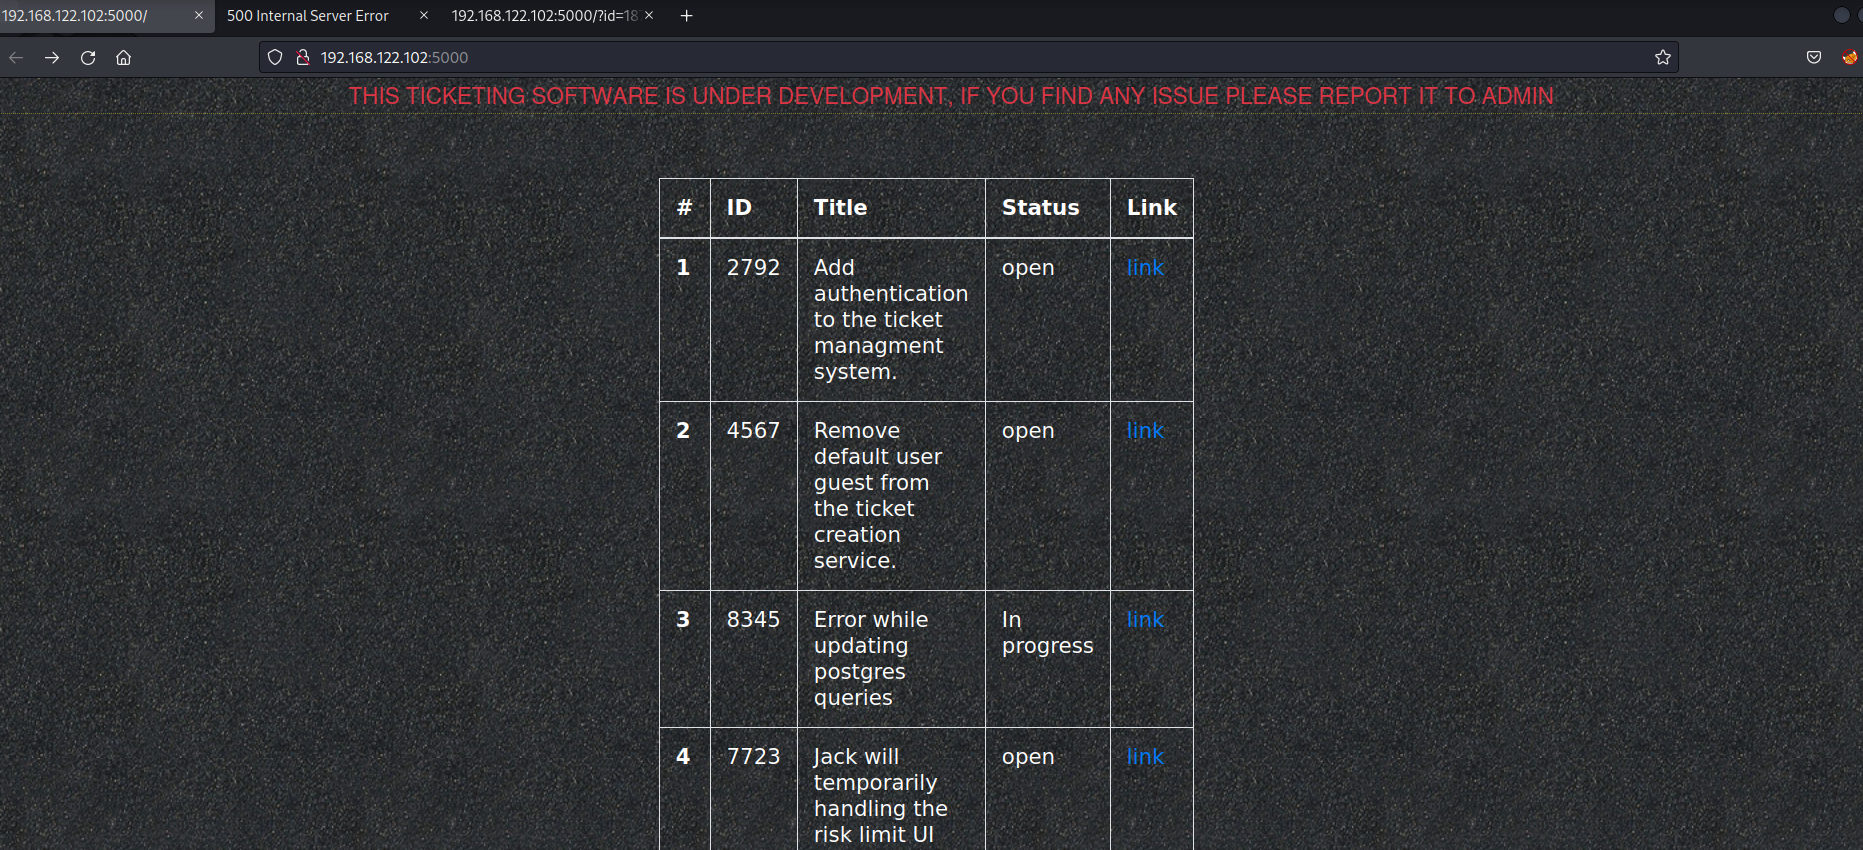 192.168.122.102:5000/
500 Internal Server Error
192.168.122.102:5000/?id=18
192.168.122.102:5000
THIS TICKETING SOFTWARE IS UNDER DEVELOPMENT, IF YOU FIND ANY ISSUE PLEASE REPORT IT TO ADMIN
# ID Title Status Link
1 2792 Add open link
authentication
to the ticket
managment
system.
2 4567 Remove open link
default user
guest from
the ticket
creation
service.
3 8345 Error while In link
updating progress
postgres
queries
4 7723 Jack will open link
temporarily
handling the
risk limit UI